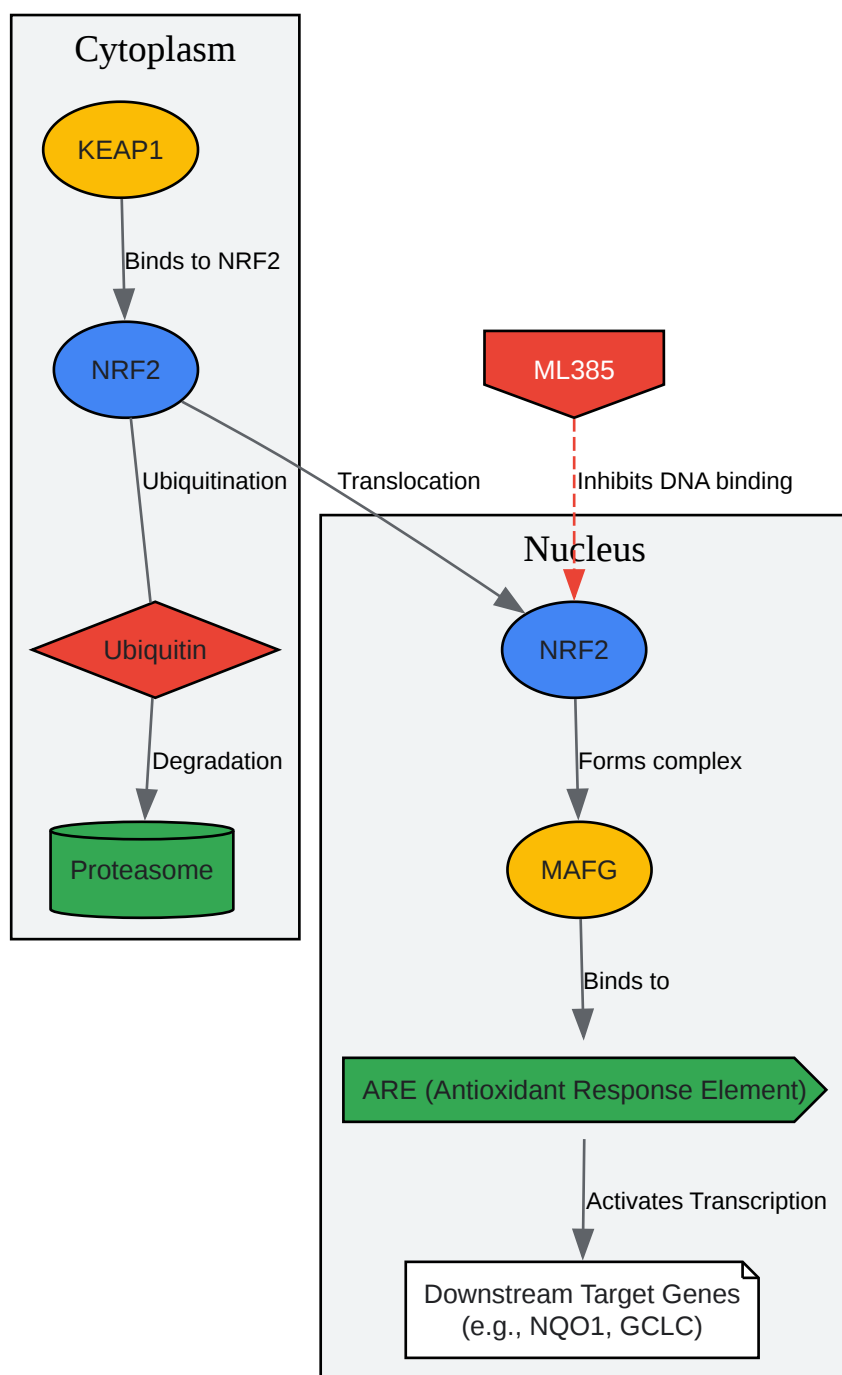 Cytoplasm
KEAP1
Binds to NRF2
NRF2
Ubiquitination
Translocation
Ubiquitin
Degradation
Proteasome
ML385
Inhibits DNA binding
Nucleus
NRF2
Forms complex
MAFG
Binds to
ARE (Antioxidant Response Element)
Activates Transcription
Downstream Target Genes
(e.g., NQO1, GCLC)